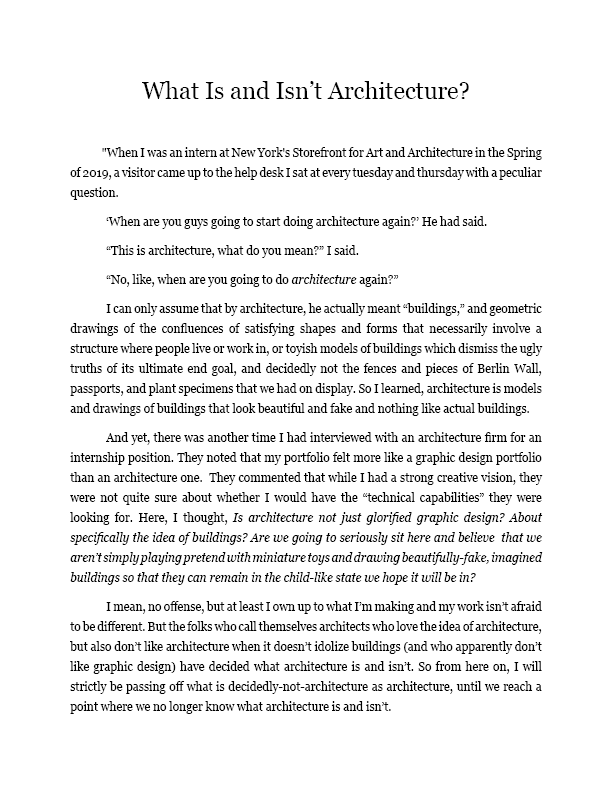 What Is and Isn’t Architecture?
"When I was an intern at New York's Storefront for Art and Architecture in the Spring
of 2019, a visitor came up to the help desk I sat at every tuesday and thursday with a peculiar
question.
‘When are you guys going to start doing architecture again?’ He had said.
“This is architecture, what do you mean?” I said.
“No, like, when are you going to do architecture again?”
I can only assume that by architecture, he actually meant “buildings,” and geometric
drawings of the confluences of satisfying shapes and forms that necessarily involve a
structure where people live or work in, or toyish models of buildings which dismiss the ugly
truths of its ultimate end goal, and decidedly not the fences and pieces of Berlin Wall,
passports, and plant specimens that we had on display. So I learned, architecture is models
and drawings of buildings that look beautiful and fake and nothing like actual buildings.
And yet, there was another time I had interviewed with an architecture firm for an
internship position. They noted that my portfolio felt more like a graphic design portfolio
than an architecture one.  They commented that while I had a strong creative vision, they
were not quite sure about whether I would have the “technical capabilities” they were
looking for. Here, I thought, Is architecture not just glorified graphic design? About
specifically the idea of buildings? Are we going to seriously sit here and believe  that we
aren’t simply playing pretend with miniature toys and drawing beautifully-fake, imagined
buildings so that they can remain in the child-like state we hope it will be in?
I mean, no offense, but at least I own up to what I’m making and my work isn’t afraid
to be different. But the folks who call themselves architects who love the idea of architecture,
but also don’t like architecture when it doesn’t idolize buildings (and who apparently don’t
like graphic design) have decided what architecture is and isn’t. So from here on, I will
strictly be passing off what is decidedly-not-architecture as architecture, until we reach a
point where we no longer know what architecture is and isn’t.